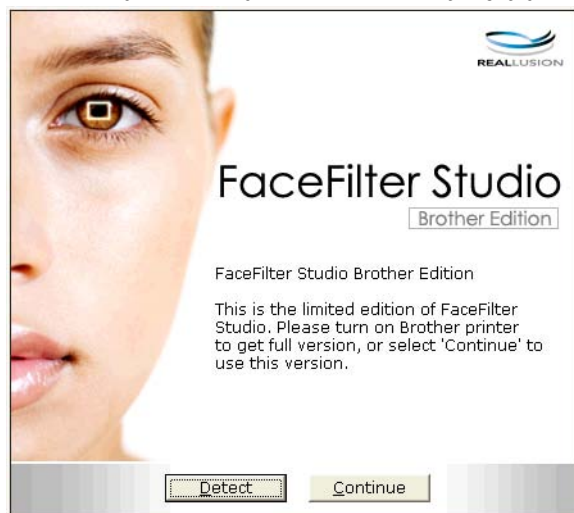 REALLUSION
FaceFilter Studio
Brother Edition
FaceFilter Studio Brother Edition
This is the limited edition of FaceFilter
Studio. Please turn on Brother printer
to get full version, or select 'Continue' to
use this version.
Detect
Continue